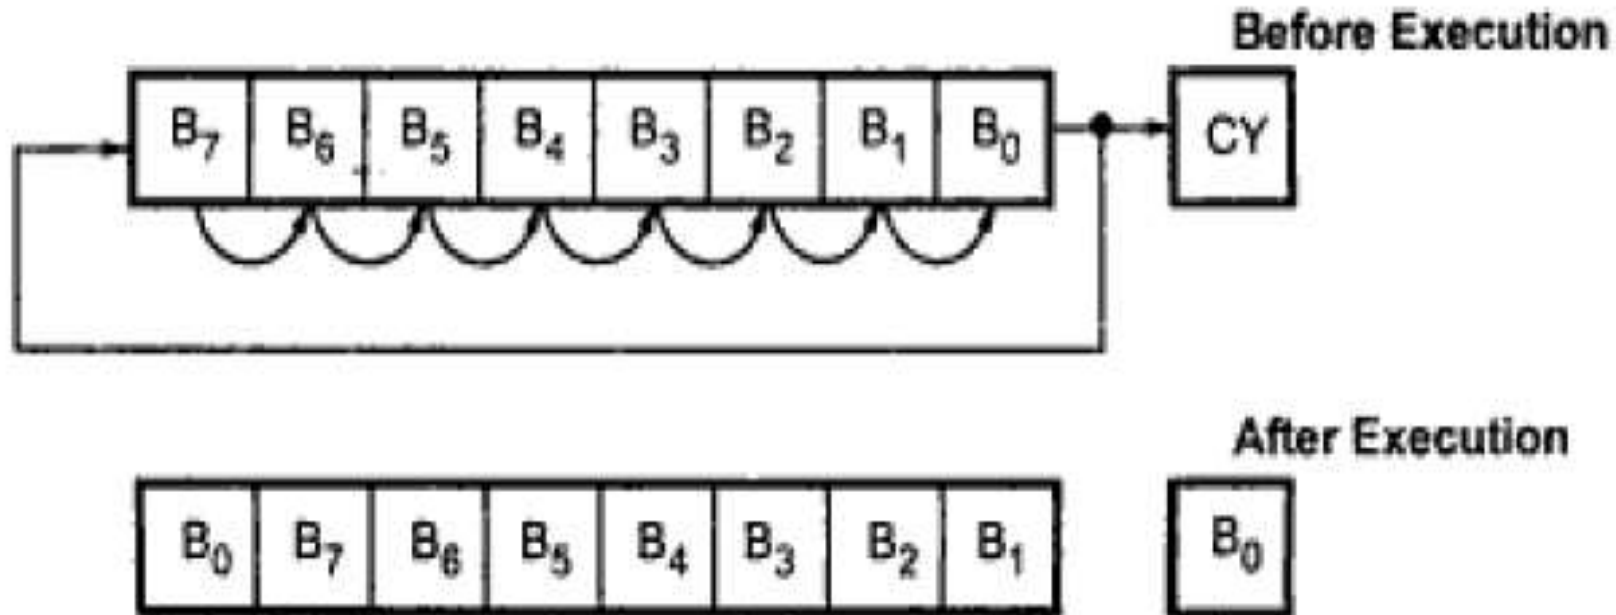 Before Execution
B₇ B₆ B₅ B₄ B₃ B₂ B₁ B₀ CY
After Execution
B₀ B₇ B₆ B₅ B₄ B₃ B₂ B₁ B₀